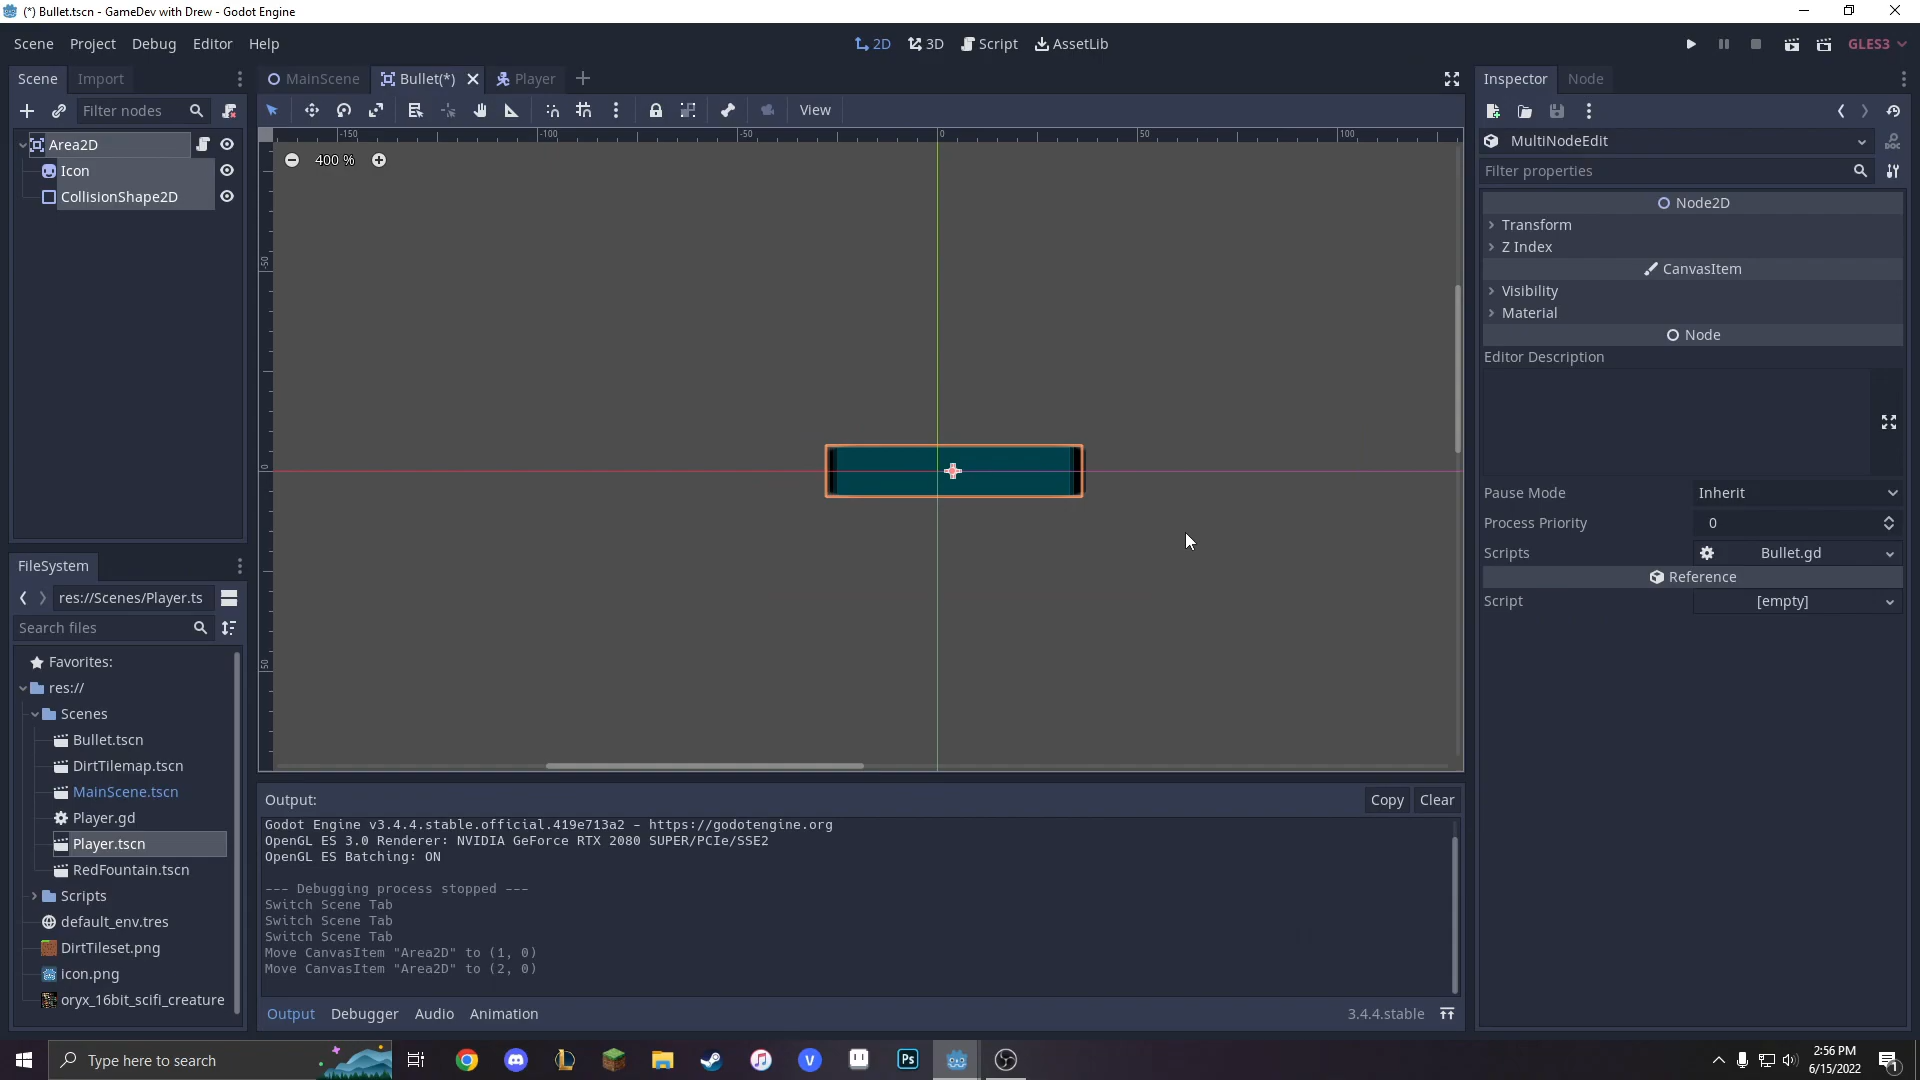 (*) Bullet.tscn - GameDev with Drew - Godot Engine
Scene Project Debug Editor Help
2D 3D Script AssetLib
GLES3
Scene Import
MainScene Bullet(*) Player
Inspector Node
Filter nodes
View
-150 -100 -50 0 50 100
MultiNodeEdit
DOC
Area2D
Icon
CollisionShape2D
400 %
Filter properties
Node2D
Transform
Z Index
CanvasItem
Visibility
Material
Node
Editor Description
-50
0
50
Pause Mode Inherit
Process Priority 0
Scripts Bullet.gd
Reference
Script [empty]
FileSystem
res://Scenes/Player.ts
Search files
Favorites:
res://
Scenes
Bullet.tscn
DirtTilemap.tscn
MainScene.tscn
Player.gd
Player.tscn
RedFountain.tscn
Scripts
default_env.tres
DirtTileset.png
icon.png
oryx_16bit_scifi_creature
Output:
Copy Clear
Godot Engine v3.4.4.stable.official.419e713a2 - https://godotengine.org
OpenGL ES 3.0 Renderer: NVIDIA GeForce RTX 2080 SUPER/PCIe/SSE2
OpenGL ES Batching: ON
--- Debugging process stopped ---
Switch Scene Tab
Switch Scene Tab
Switch Scene Tab
Move CanvasItem "Area2D" to (1, 0)
Move CanvasItem "Area2D" to (2, 0)
Output Debugger Audio Animation
3.4.4.stable
Type here to search
Ps
2:56 PM
6/15/2022
1